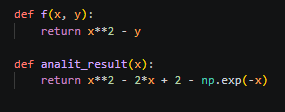 def f(x, y):
    return x**2 - y
def analit_result(x):
    return x**2 - 2*x + 2 - np.exp(-x)